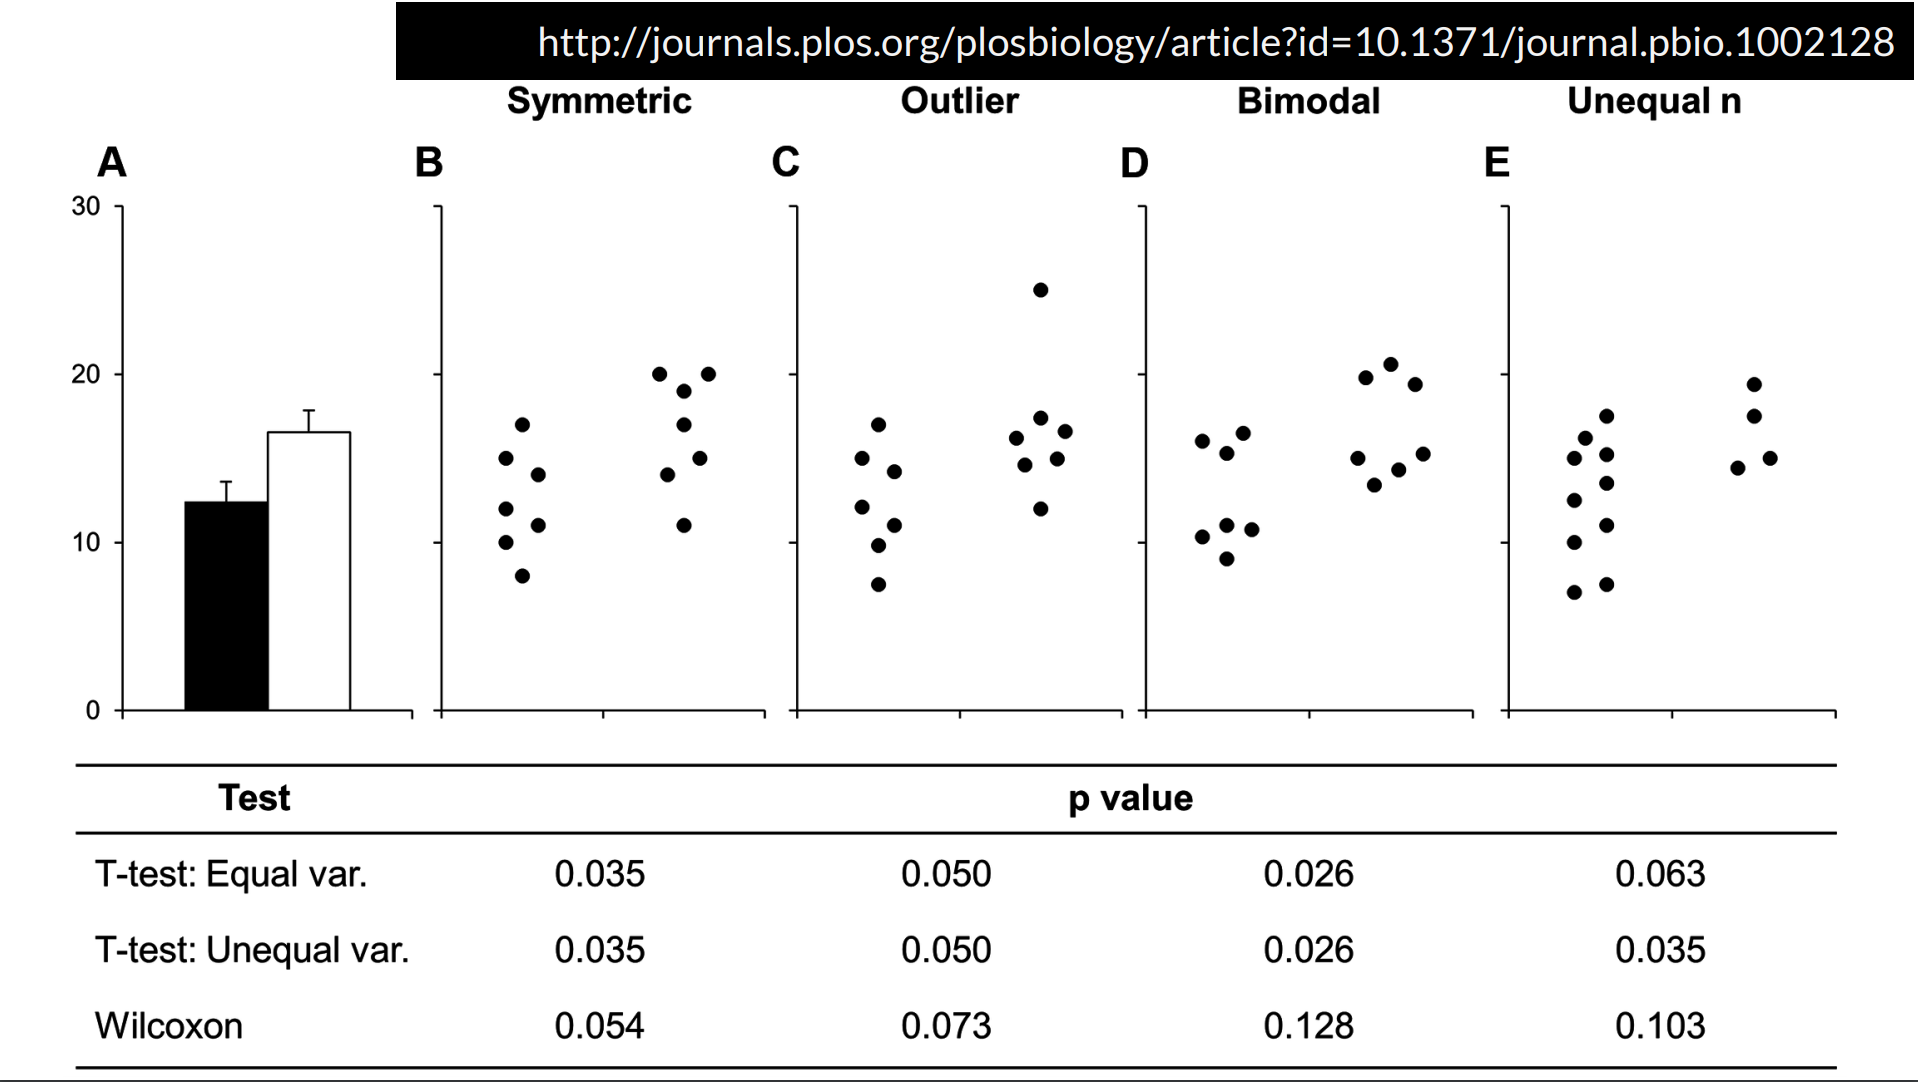 http://journals.plos.org/plosbiology/article?id=10.1371/journal.pbio.1002128
Symmetric Outlier Bimodal Unequal n
A B C D E
30
20
10
0
Test p value
T-test: Equal var. 0.035 0.050 0.026 0.063
T-test: Unequal var. 0.035 0.050 0.026 0.035
Wilcoxon 0.054 0.073 0.128 0.103